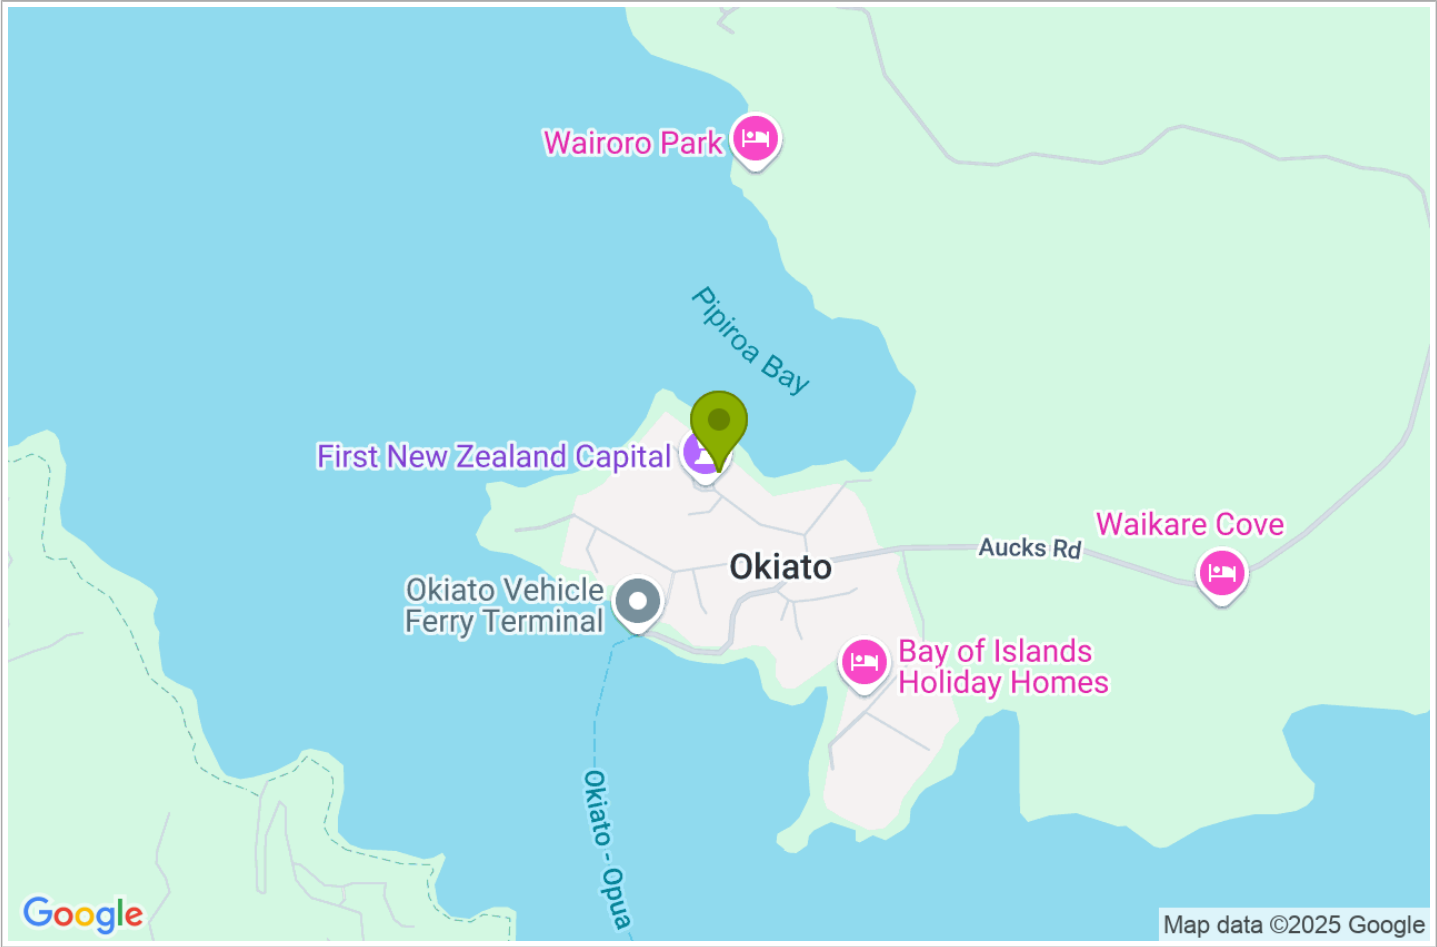 Wairoro Park
Pipiroa Bay
First New Zealand Capital
Waikare Cove
Aucks Rd
Okiato
Okiato Vehicle
Ferry Terminal
Bay of Islands
Holiday Homes
Okiato - Opua
Google
Map data ©2025 Google